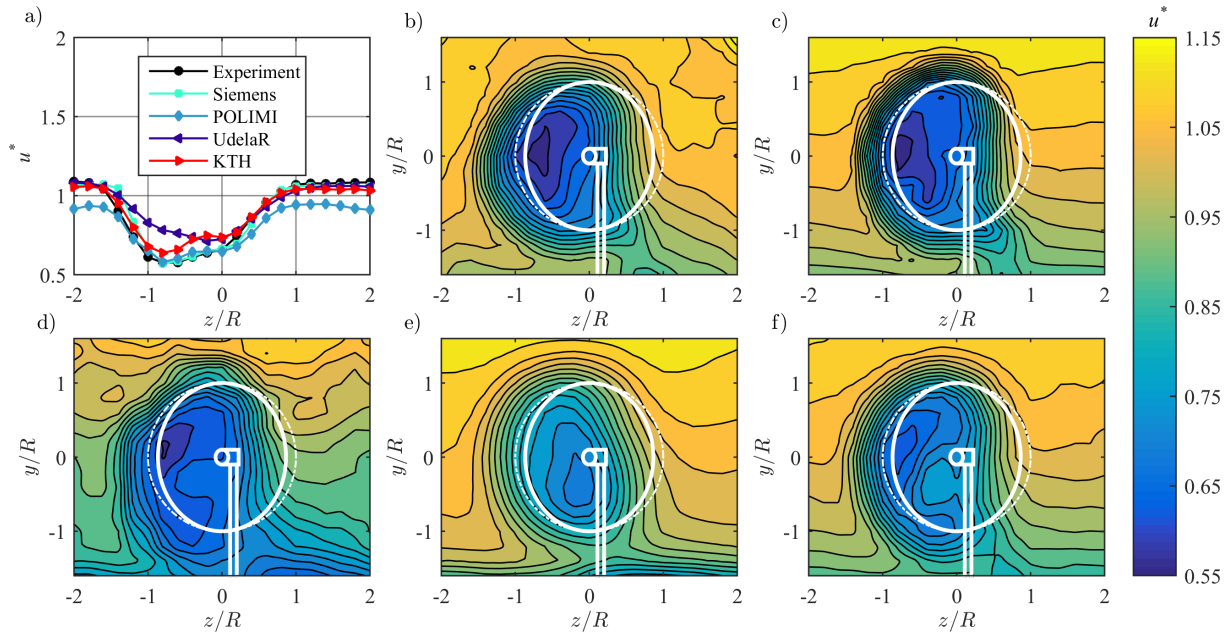 a)
2
1.5
1
0.5
u*
-2 -1 0 1 2
z/R
Experiment
Siemens
POLIMI
UdelaR
KTH
b)
1
0
-1
y/R
-2 -1 0 1 2
z/R
c)
1
0
-1
y/R
-2 -1 0 1 2
z/R
u*
1.15
1.05
0.95
0.85
0.75
0.65
0.55
d)
1
0
-1
y/R
-2 -1 0 1 2
z/R
e)
1
0
-1
y/R
-2 -1 0 1 2
z/R
f)
1
0
-1
y/R
-2 -1 0 1 2
z/R